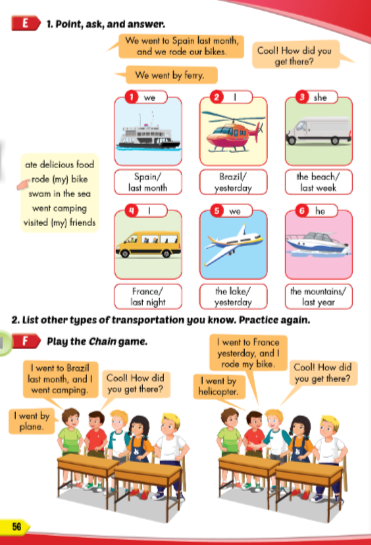 E 1. Point, ask, and answer.
We went to Spain last month,
and we rode our bikes.
Cool! How did you
get there?
We went by ferry.
1 we
2 I
3 she
ate delicious food
rode (my) bike
swam in the sea
went camping
visited (my) friends
Spain/
last month
Brazil/
yesterday
the beach/
last week
4 I
5 we
6 he
France/
last night
the lake/
yesterday
the mountains/
last year
2. List other types of transportation you know. Practice again.
F Play the Chain game.
I went to Brazil
last month, and I
went camping.
Cool! How did
you get there?
I went by
plane.
I went to France
yesterday, and I
rode my bike.
Cool! How did
you get there?
I went by
helicopter.
56